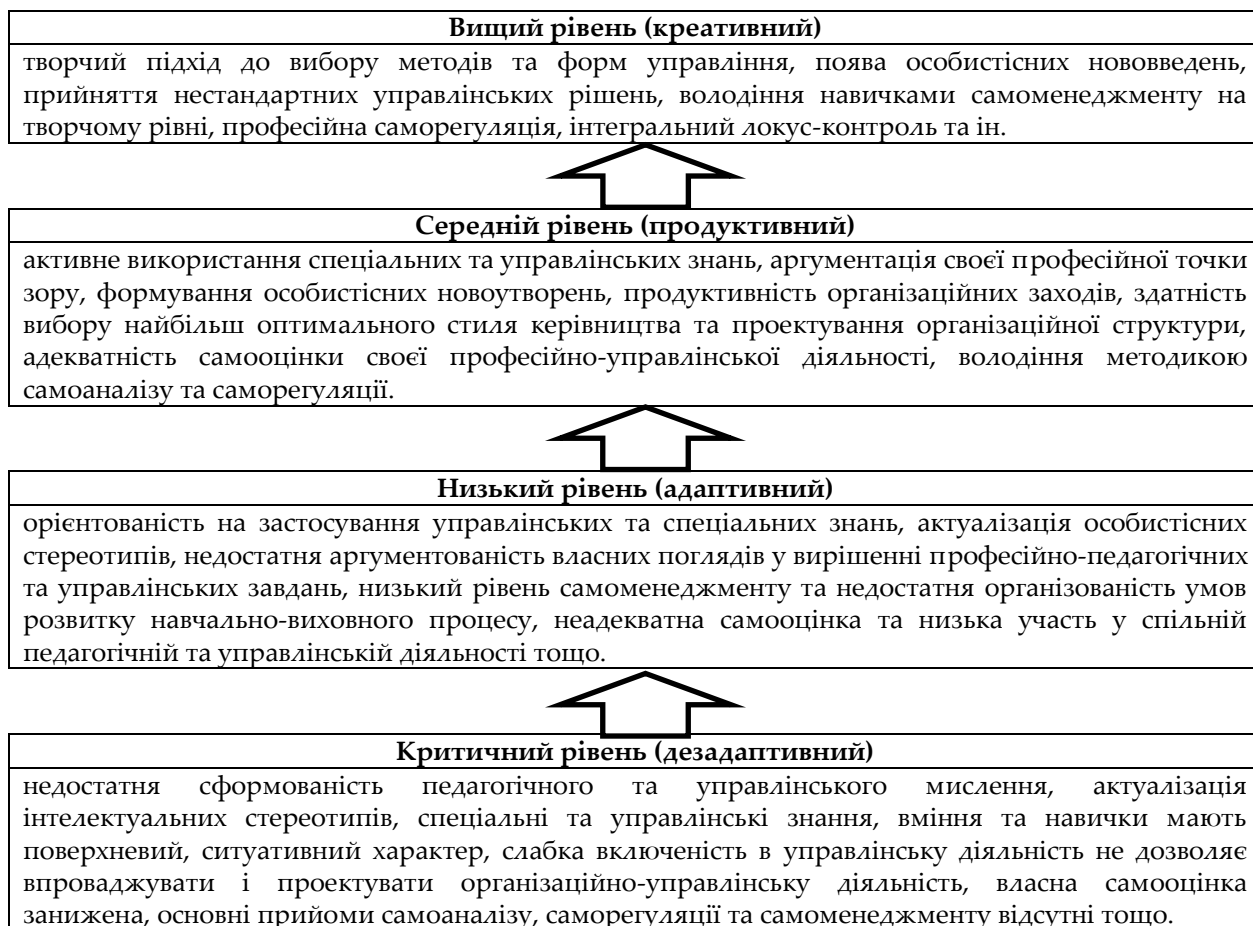 Вищий рівень (креативний)
творчий підхід до вибору методів та форм управління, поява особистісних нововведень,
прийняття нестандартних управлінських рішень, володіння навичками самоменеджменту на
творчому рівні, професійна саморегуляція, інтегральний локус-контроль та ін.
Середній рівень (продуктивний)
активне використання спеціальних та управлінських знань, аргументація своєї професійної точки
зору, формування особистісних новоутворень, продуктивність організаційних заходів, здатність
вибору найбільш оптимального стиля керівництва та проектування організаційної структури,
адекватність самооцінки своєї професійно-управлінської діяльності, володіння методикою
самоаналізу та саморегуляції.
Низький рівень (адаптивний)
орієнтованість на застосування управлінських та спеціальних знань, актуалізація особистісних
стереотипів, недостатня аргументованість власних поглядів у вирішенні професійно-педагогічних
та управлінських завдань, низький рівень самоменеджменту та недостатня організованість умов
розвитку навчально-виховного процесу, неадекватна самооцінка та низька участь у спільній
педагогічній та управлінській діяльності тощо.
Критичний рівень (дезадаптивний)
недостатня сформованість педагогічного та управлінського мислення, актуалізація
інтелектуальних стереотипів, спеціальні та управлінські знання, вміння та навички мають
поверхневий, ситуативний характер, слабка включеність в управлінську діяльність не дозволяє
впроваджувати і проектувати організаційно-управлінську діяльність, власна самооцінка
занижена, основні прийоми самоаналізу, саморегуляції та самоменеджменту відсутні тощо.